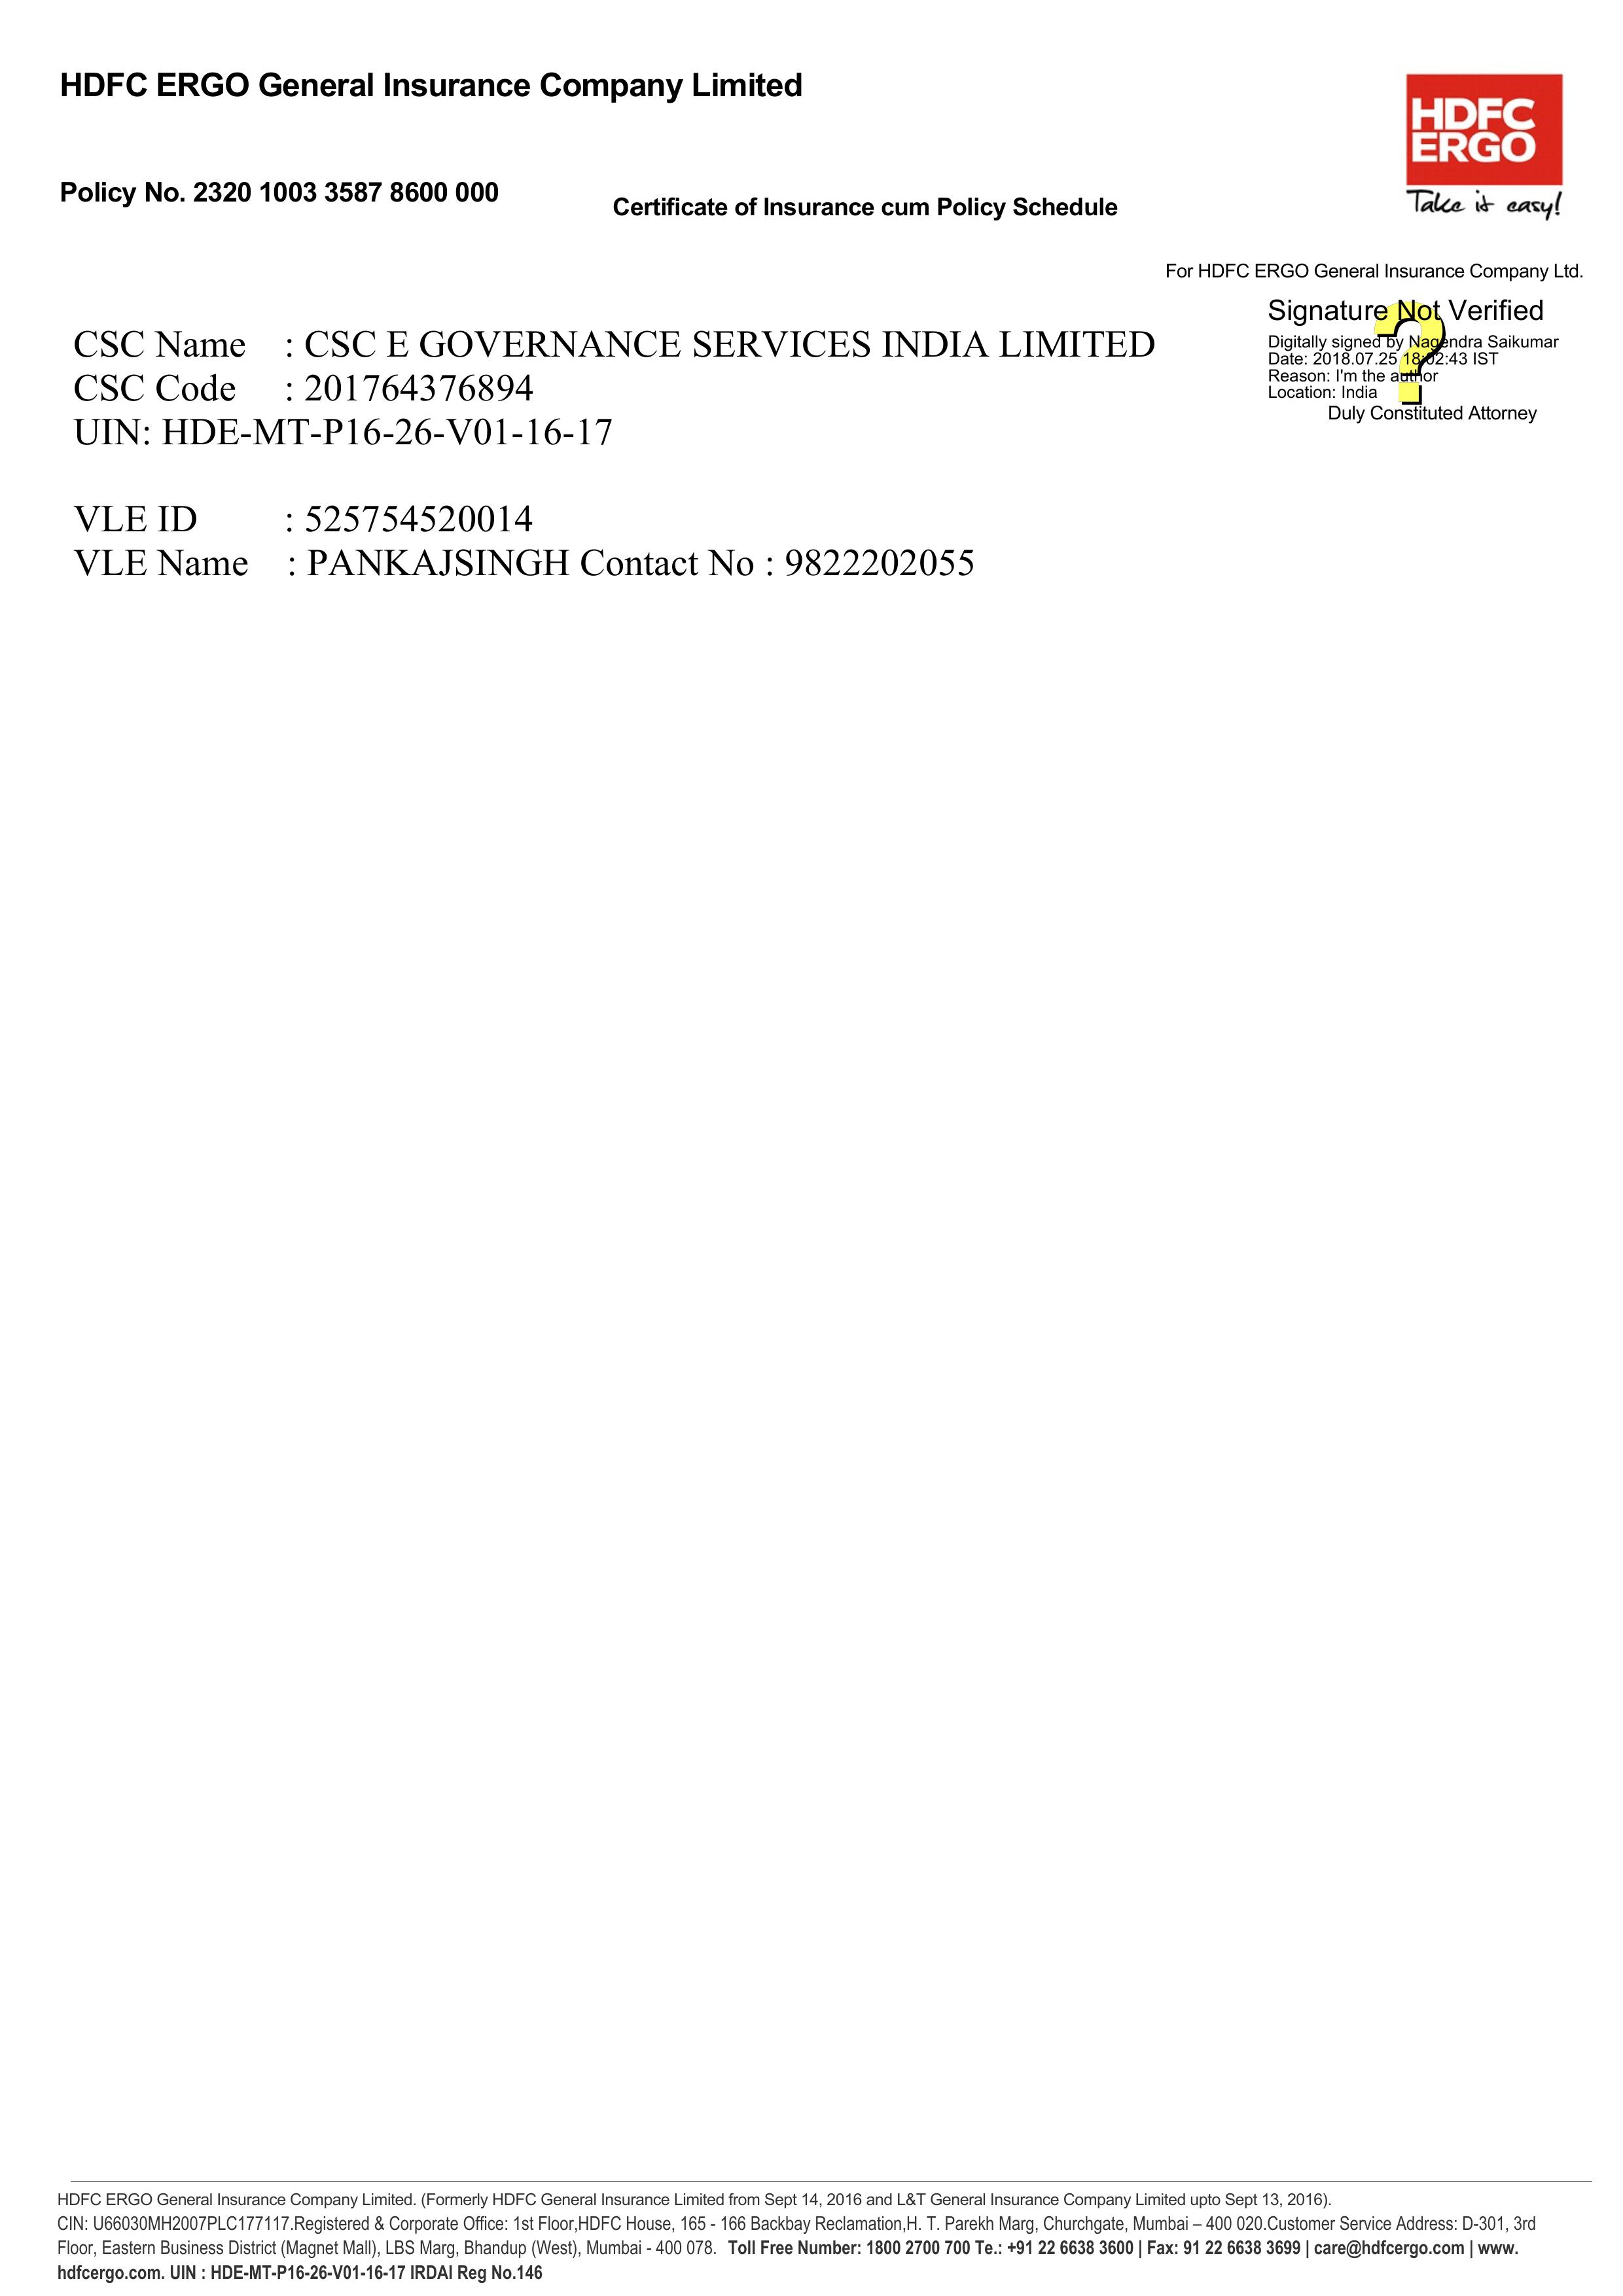 HDFC ERGO General Insurance Company Limited
HDFC
ERGO
Take it easy!
Policy No. 2320 1003 3587 8600 000
Certificate of Insurance cum Policy Schedule
For HDFC ERGO General Insurance Company Ltd.
Signature Not Verified
Digitally signed by Nagendra Saikumar
Date: 2018.07.25 18:02:43 IST
Reason: I'm the author
Location: India
Duly Constituted Attorney
CSC Name : CSC E GOVERNANCE SERVICES INDIA LIMITED
CSC Code : 201764376894
UIN: HDE-MT-P16-26-V01-16-17
VLE ID : 525754520014
VLE Name : PANKAJSINGH Contact No : 9822202055
HDFC ERGO General Insurance Company Limited. (Formerly HDFC General Insurance Limited from Sept 14, 2016 and L&T General Insurance Company Limited upto Sept 13, 2016).
CIN: U66030MH2007PLC177117.Registered & Corporate Office: 1st Floor,HDFC House, 165 - 166 Backbay Reclamation,H. T. Parekh Marg, Churchgate, Mumbai – 400 020.Customer Service Address: D-301, 3rd
Floor, Eastern Business District (Magnet Mall), LBS Marg, Bhandup (West), Mumbai - 400 078. Toll Free Number: 1800 2700 700 Te.: +91 22 6638 3600 | Fax: 91 22 6638 3699 | care@hdfcergo.com | www.
hdfcergo.com. UIN : HDE-MT-P16-26-V01-16-17 IRDAI Reg No.146